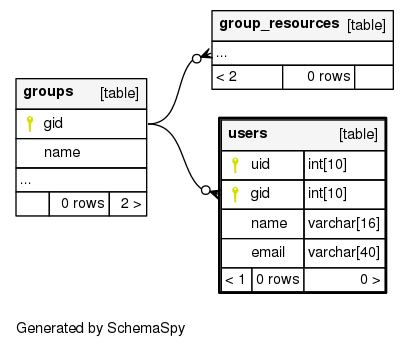 group_resources [table]
...
< 2 0 rows
groups [table]
gid
name
...
0 rows 2 >
users [table]
uid int[10]
gid int[10]
name varchar[16]
email varchar[40]
< 1 0 rows 0 >
Generated by SchemaSpy